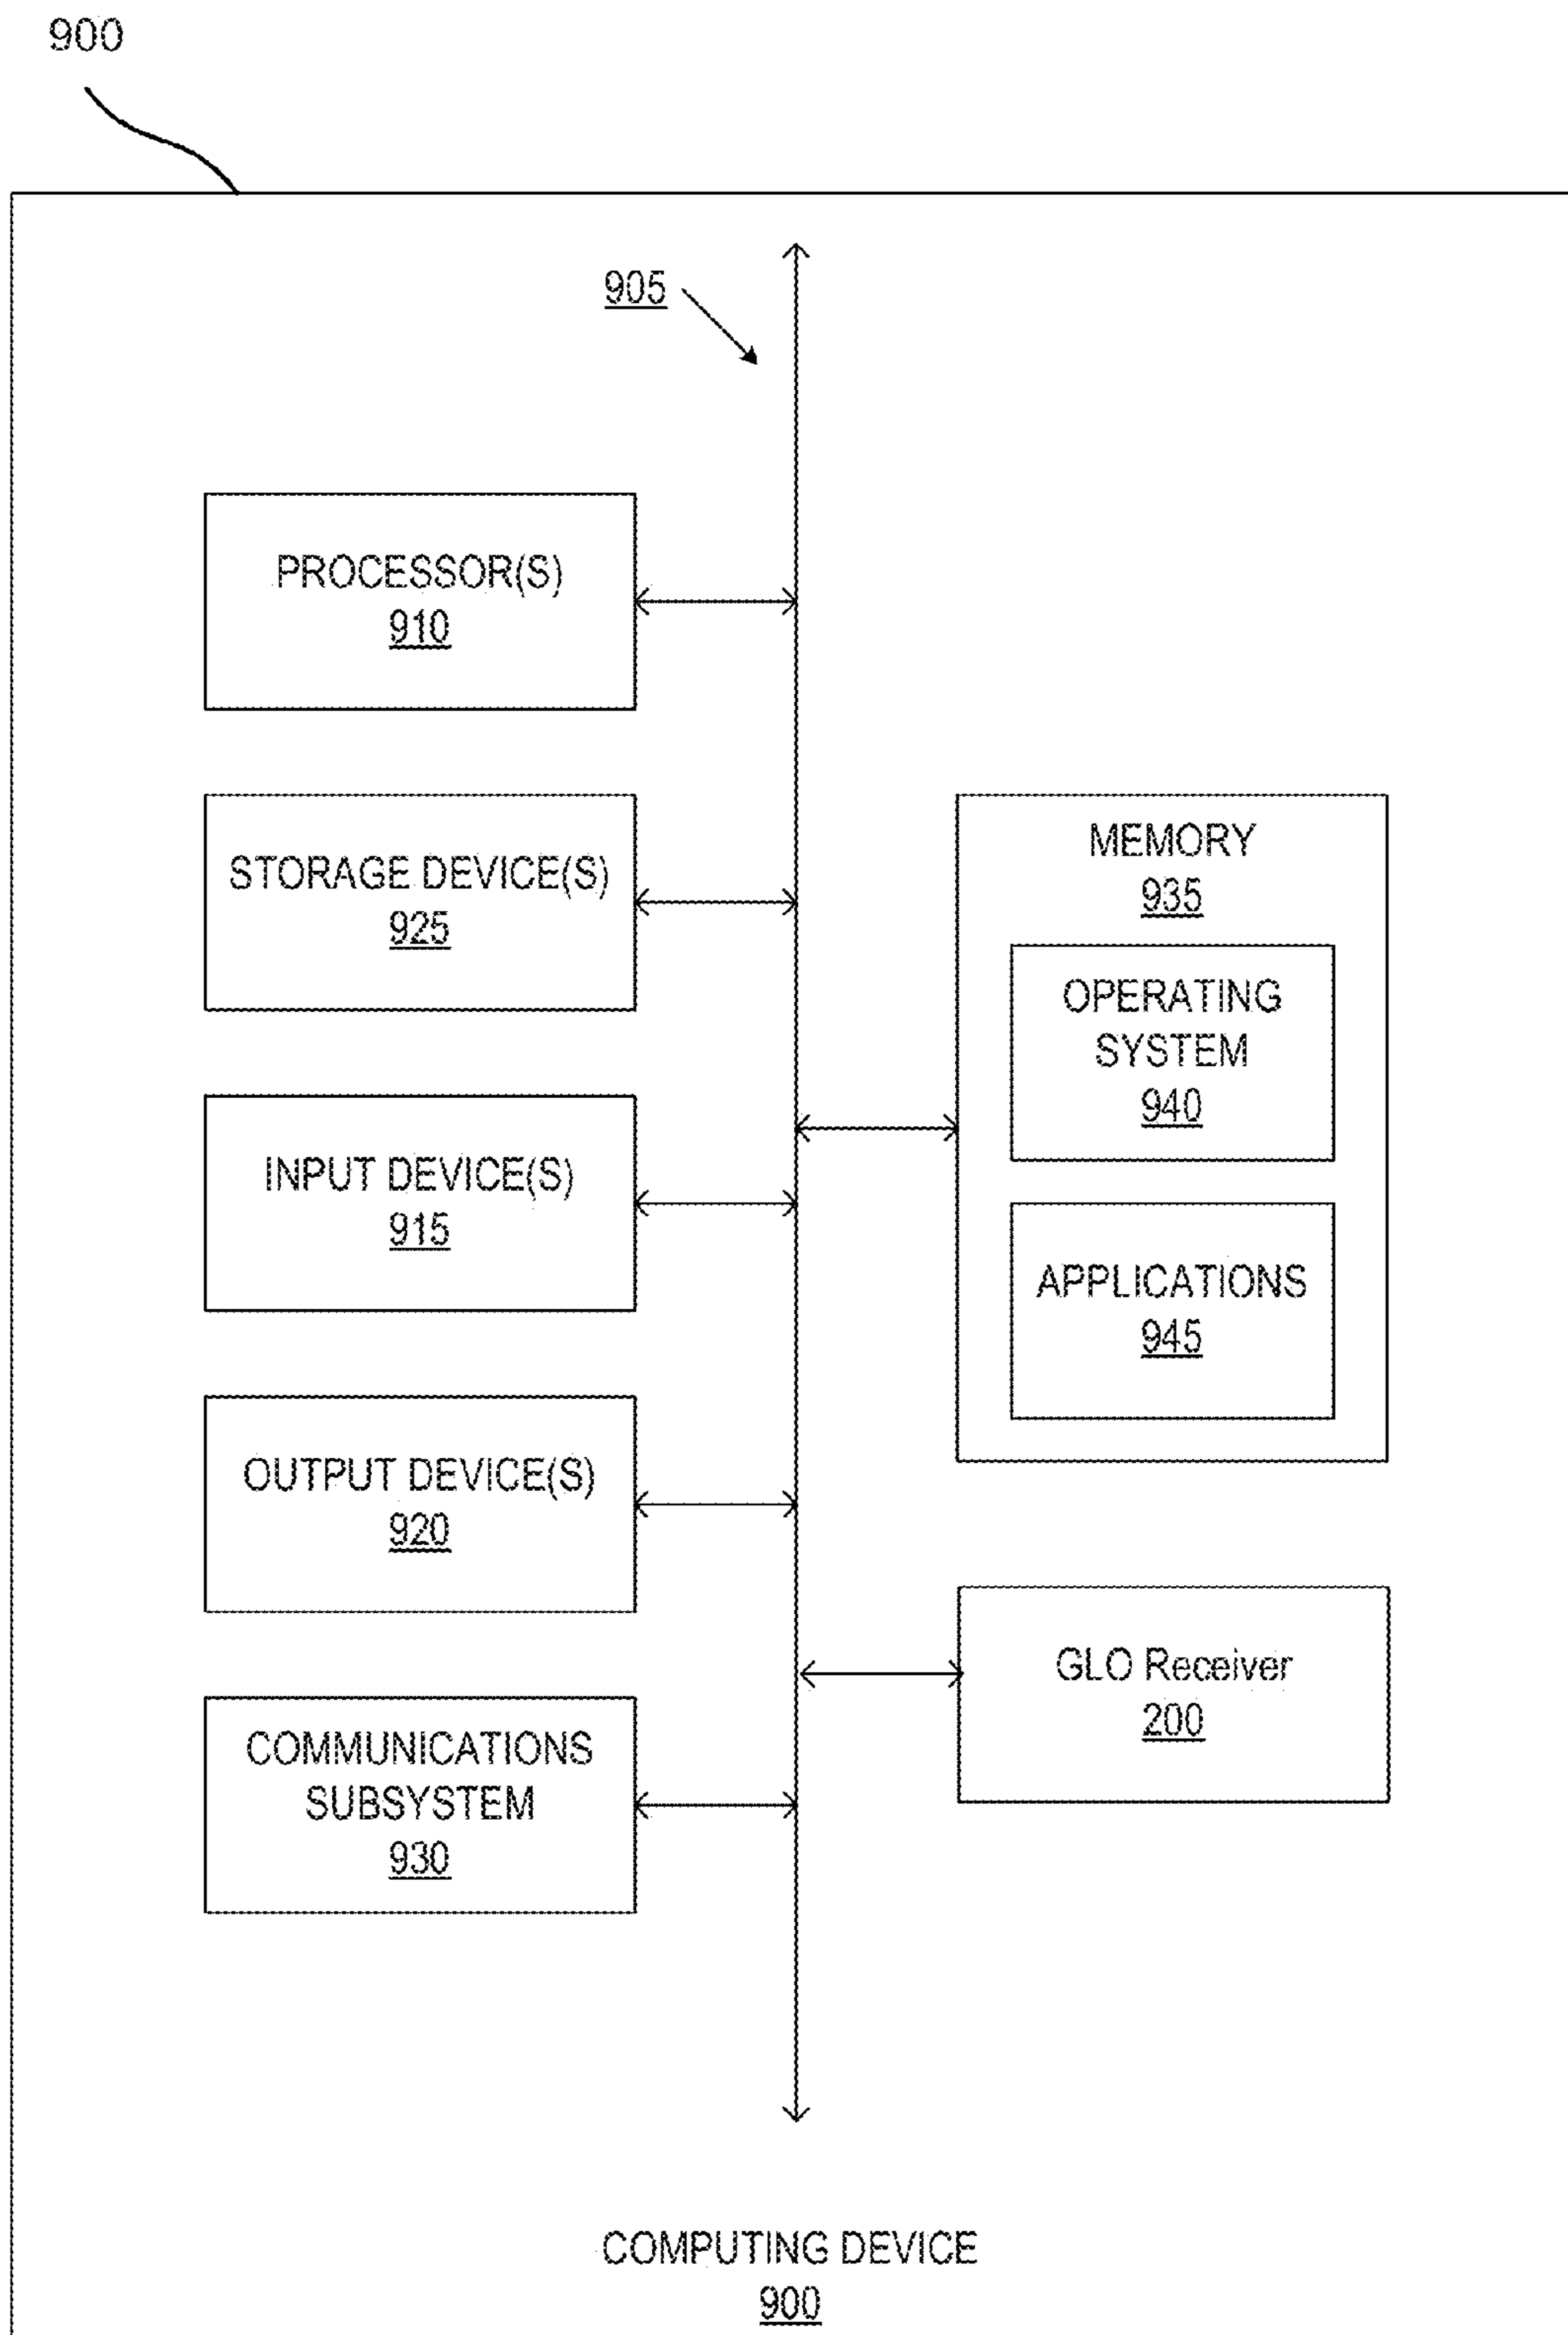 900
905
PROCESSOR(S)
910
STORAGE DEVICE(S)
925
INPUT DEVICE(S)
915
OUTPUT DEVICE(S)
920
COMMUNICATIONS
SUBSYSTEM
930
MEMORY
935
OPERATING
SYSTEM
940
APPLICATIONS
945
GLO Receiver
200
COMPUTING DEVICE
900